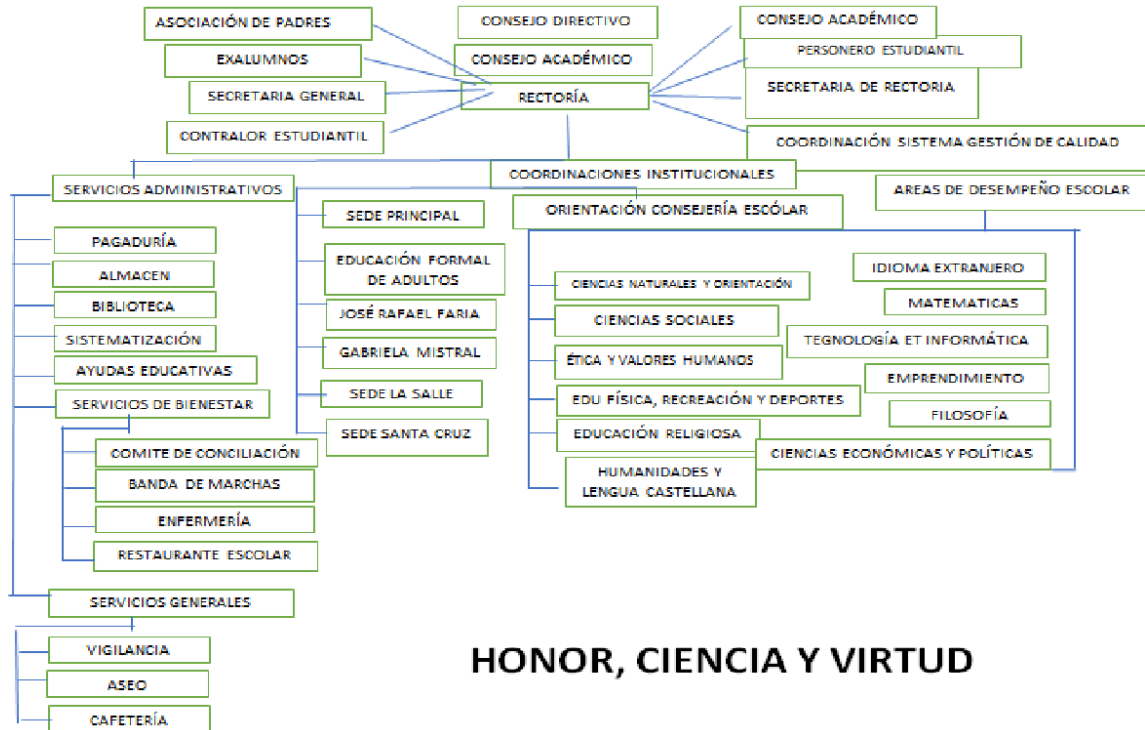 ASOCIACIÓN DE PADRES
CONSEJO DIRECTIVO
CONSEJO ACADÉMICO
EXALUMNOS
CONSEJO ACADÉMICO
PERSONERO ESTUDIANTIL
SECRETARIA GENERAL
RECTORÍA
SECRETARIA DE RECTORIA
CONTRALOR ESTUDIANTIL
COORDINACIÓN SISTEMA GESTIÓN DE CALIDAD
SERVICIOS ADMINISTRATIVOS
PAGADURÍA
ALMACEN
BIBLIOTECA
SISTEMATIZACIÓN
AYUDAS EDUCATIVAS
SERVICIOS DE BIENESTAR
COMITE DE CONCILIACIÓN
BANDA DE MARCHAS
ENFERMERÍA
RESTAURANTE ESCOLAR
SERVICIOS GENERALES
VIGILANCIA
ASEO
CAFETERÍA
COORDINACIONES INSTITUCIONALES
SEDE PRINCIPAL
EDUCACIÓN FORMAL
DE ADULTOS
JOSÉ RAFAEL FARIA
GABRIELA MISTRAL
SEDE LA SALLE
SEDE SANTA CRUZ
ORIENTACIÓN CONSEJERÍA ESCÓLAR
AREAS DE DESEMPEÑO ESCOLAR
CIENCIAS NATURALES Y ORIENTACIÓN
CIENCIAS SOCIALES
ÉTICA Y VALORES HUMANOS
EDU FÍSICA, RECREACIÓN Y DEPORTES
EDUCACIÓN RELIGIOSA
HUMANIDADES Y
LENGUA CASTELLANA
IDIOMA EXTRANJERO
MATEMATICAS
TEGNOLOGÍA ET INFORMÁTICA
EMPRENDIMIENTO
FILOSOFÍA
CIENCIAS ECONÓMICAS Y POLÍTICAS
HONOR, CIENCIA Y VIRTUD